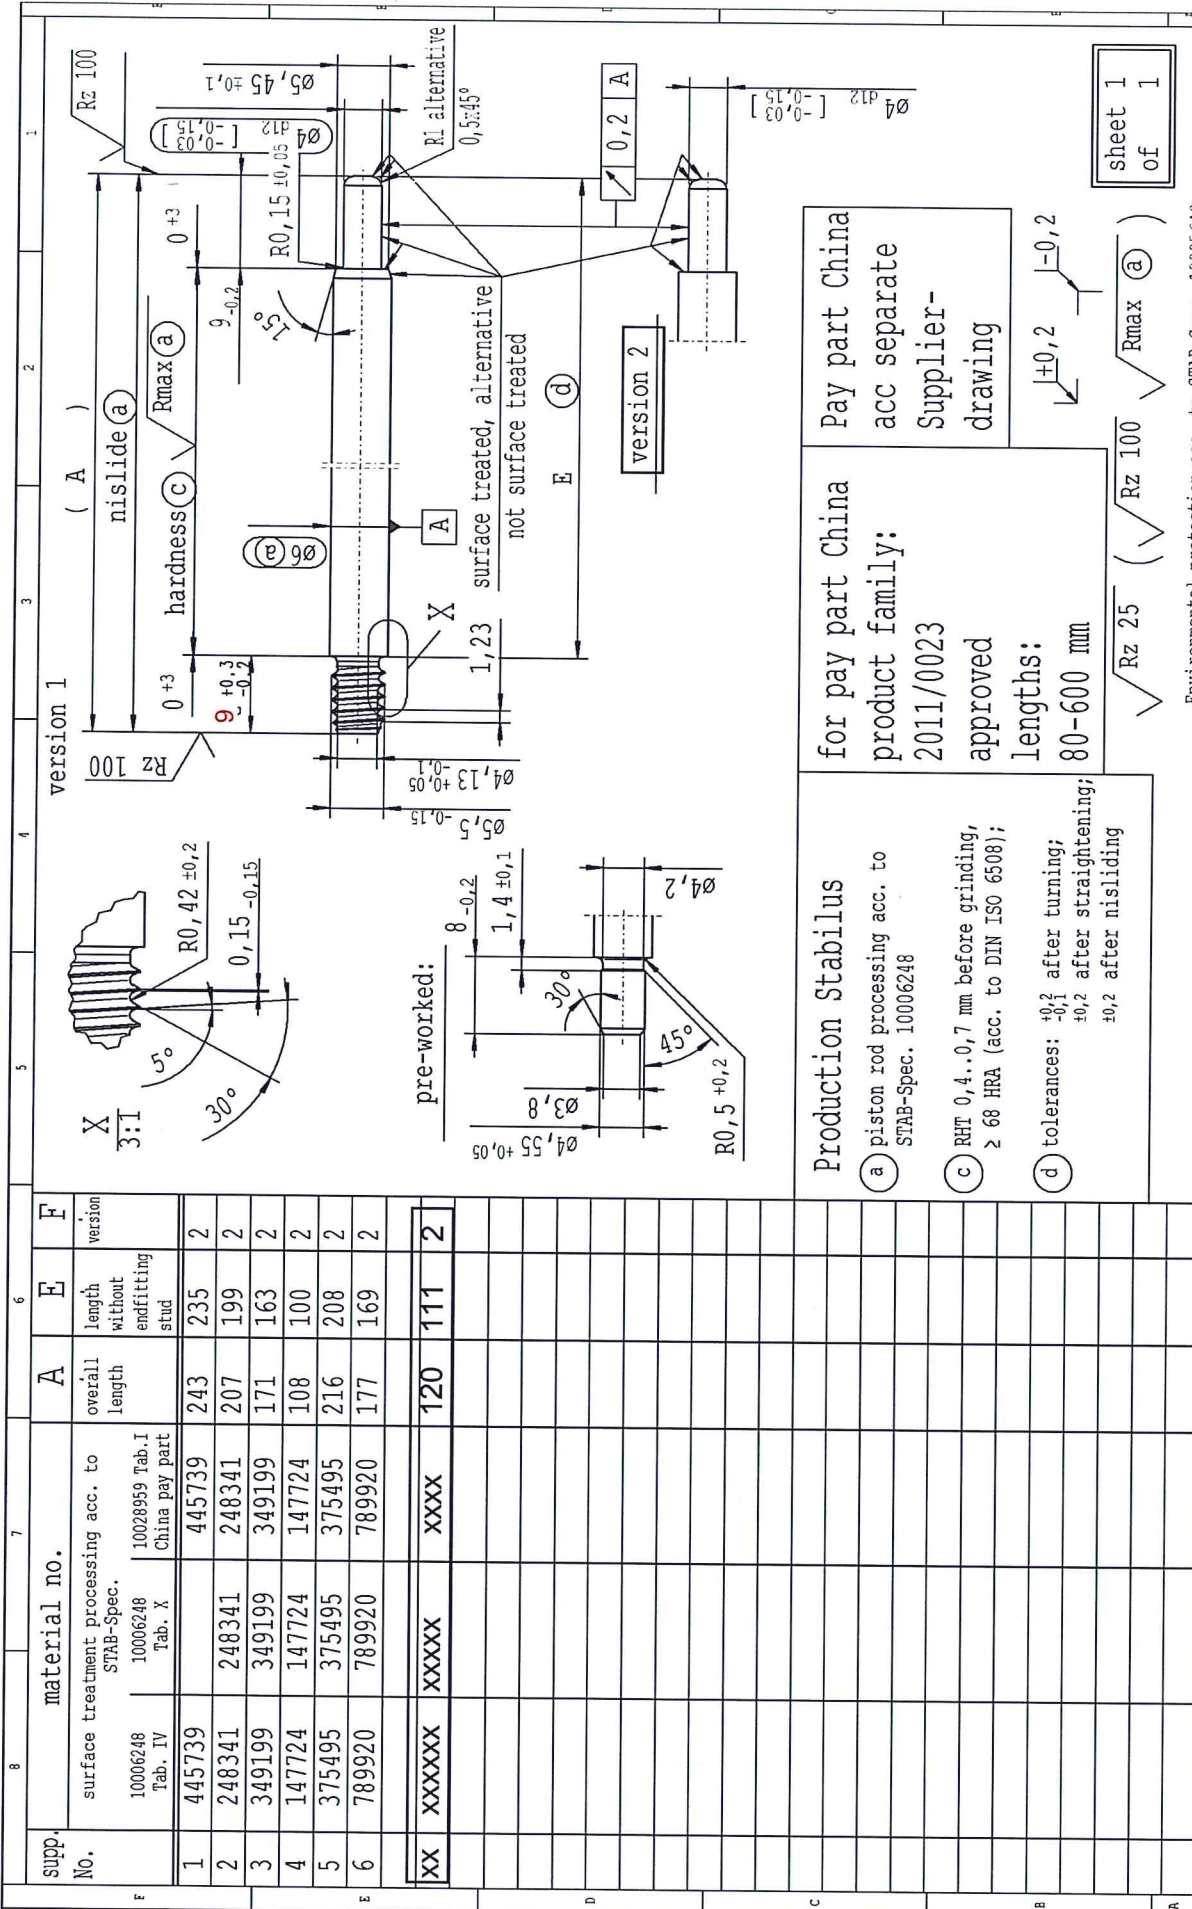 8
7
6
5
4
3
2
1
supp. No.
material no.
A
E
F
surface treatment processing acc. to
STAB-Spec.
overall
length
length
without
endfitting
stud
version
10006248
Tab. IV
10006248
Tab. X
10028959 Tab.I
China pay part
1 445739 445739 243 235 2
2 248341 248341 248341 207 199 2
3 349199 349199 349199 171 163 2
4 147724 147724 147724 108 100 2
5 375495 375495 375495 216 208 2
6 789920 789920 789920 177 169 2
XX XXXXXX XXXXX XXXX 120 111 2
X
3:1
5°
30°
R0,42 ±0,2
0,15 -0,15
version 1
( A )
nislide a
hardness c
Rmax a
Rz 100
Rz 100
0 +3
0 +3
9 +0,3 -0,2
9 -0,2
15°
R0,15 ±0,05
Ø4 d12 [ -0,03 -0,15 ]
Ø5,45 ±0,1
R1 alternative
0,5x45°
Ø6 a
A
X
1,23
Ø4,13 +0,05 -0,1
Ø5,5 -0,15
surface treated, alternative
not surface treated
E d
0,2 A
version 2
Ø4 d12 [ -0,03 -0,15 ]
pre-worked:
8 -0,2
1,4 ±0,1
30°
45°
Ø4,2
Ø3,8
Ø4,55 +0,05
R0,5 +0,2
Production Stabilus
a piston rod processing acc. to
STAB-Spec. 10006248
c RHT 0,4..0,7 mm before grinding,
≥ 68 HRA (acc. to DIN ISO 6508);
d tolerances: +0,2 -0,1 after turning;
±0,2 after straightening;
±0,2 after nisliding
for pay part China
product family:
2011/0023
approved
lengths:
80-600 mm
Pay part China
acc separate
Supplier-
drawing
+0,2
-0,2
Rz 25 ( Rz 100 Rmax a )
sheet 1
of 1
F
E
D
C
B
A